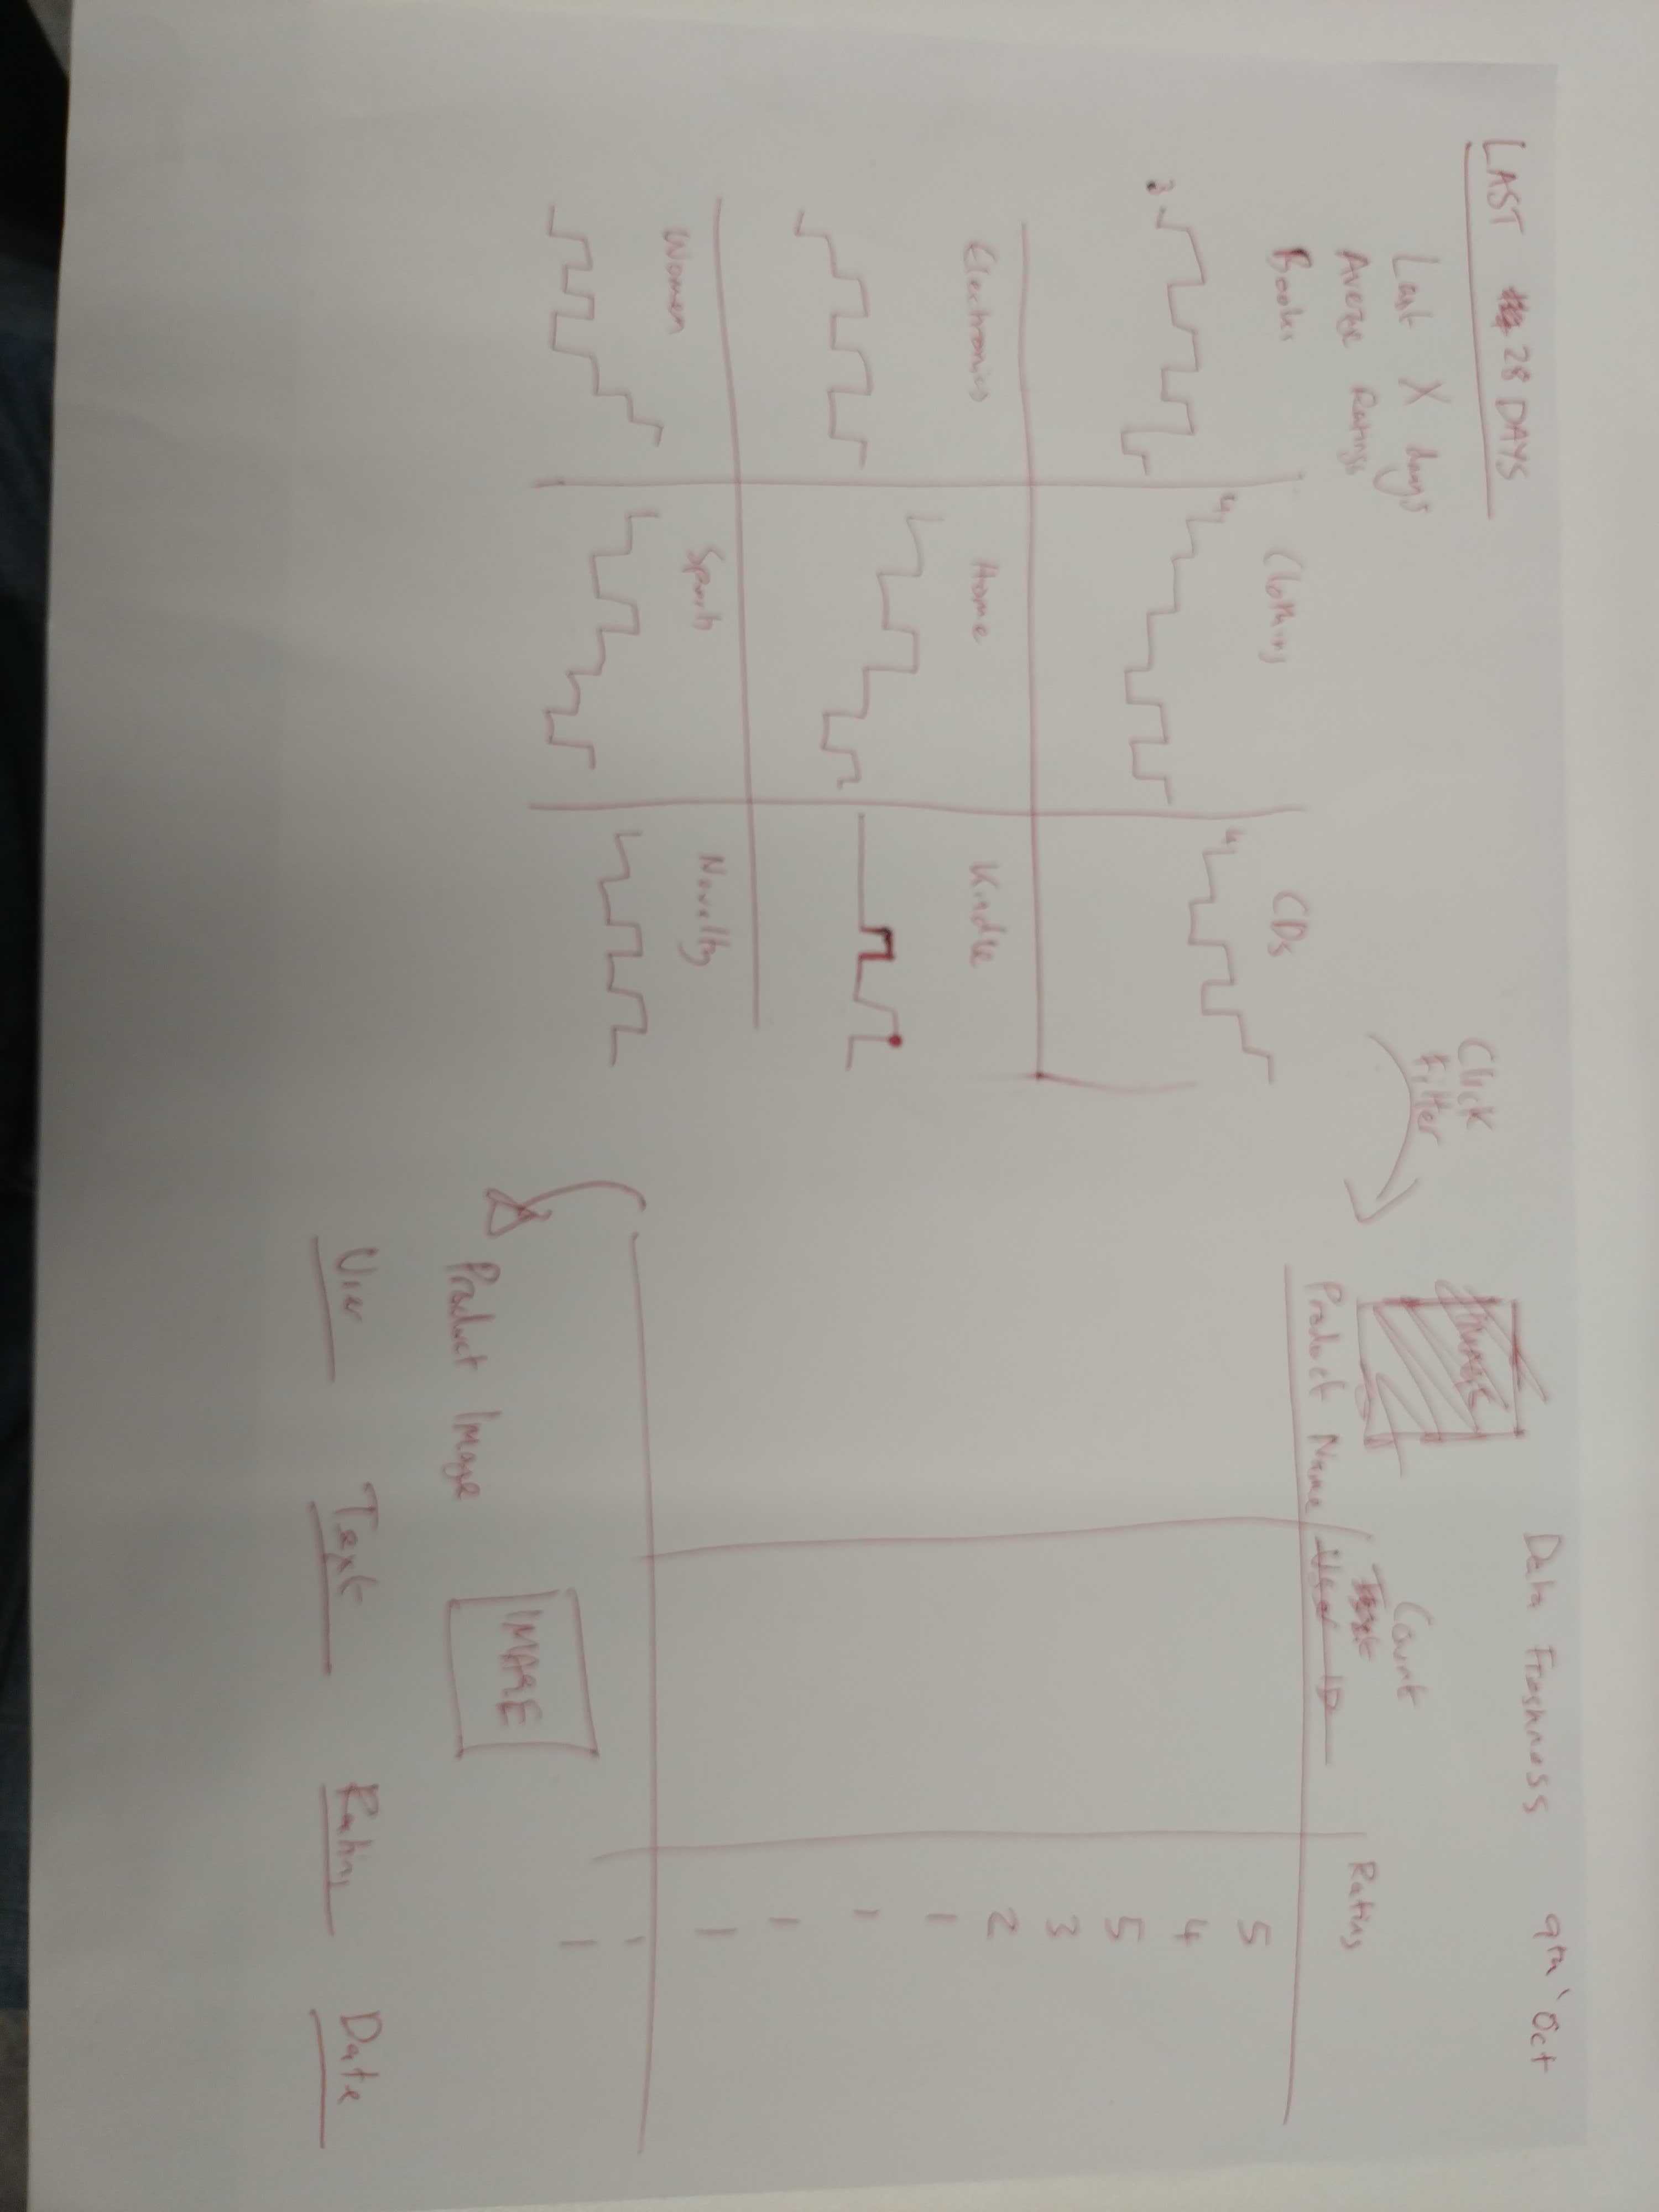 LAST 28 DAYS
Last X days
Average Ratings
Books
Clothing
CDs
3
4
4
Electronics
Home
Kindle
Women
Sports
Novelty
Click
Filter
Data Freshness 9th Oct
Count
Product Name / User ID
Rating
5
4
5
3
2
1
1
1
1
1
1
Product Image
IMAGE
Text
Rating
Date